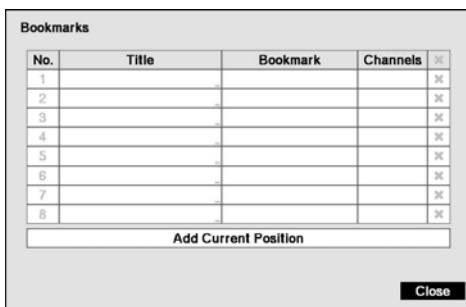 Bookmarks
No. Title Bookmark Channels ×
1 ×
2 ×
3 ×
4 ×
5 ×
6 ×
7 ×
8 ×
Add Current Position
Close